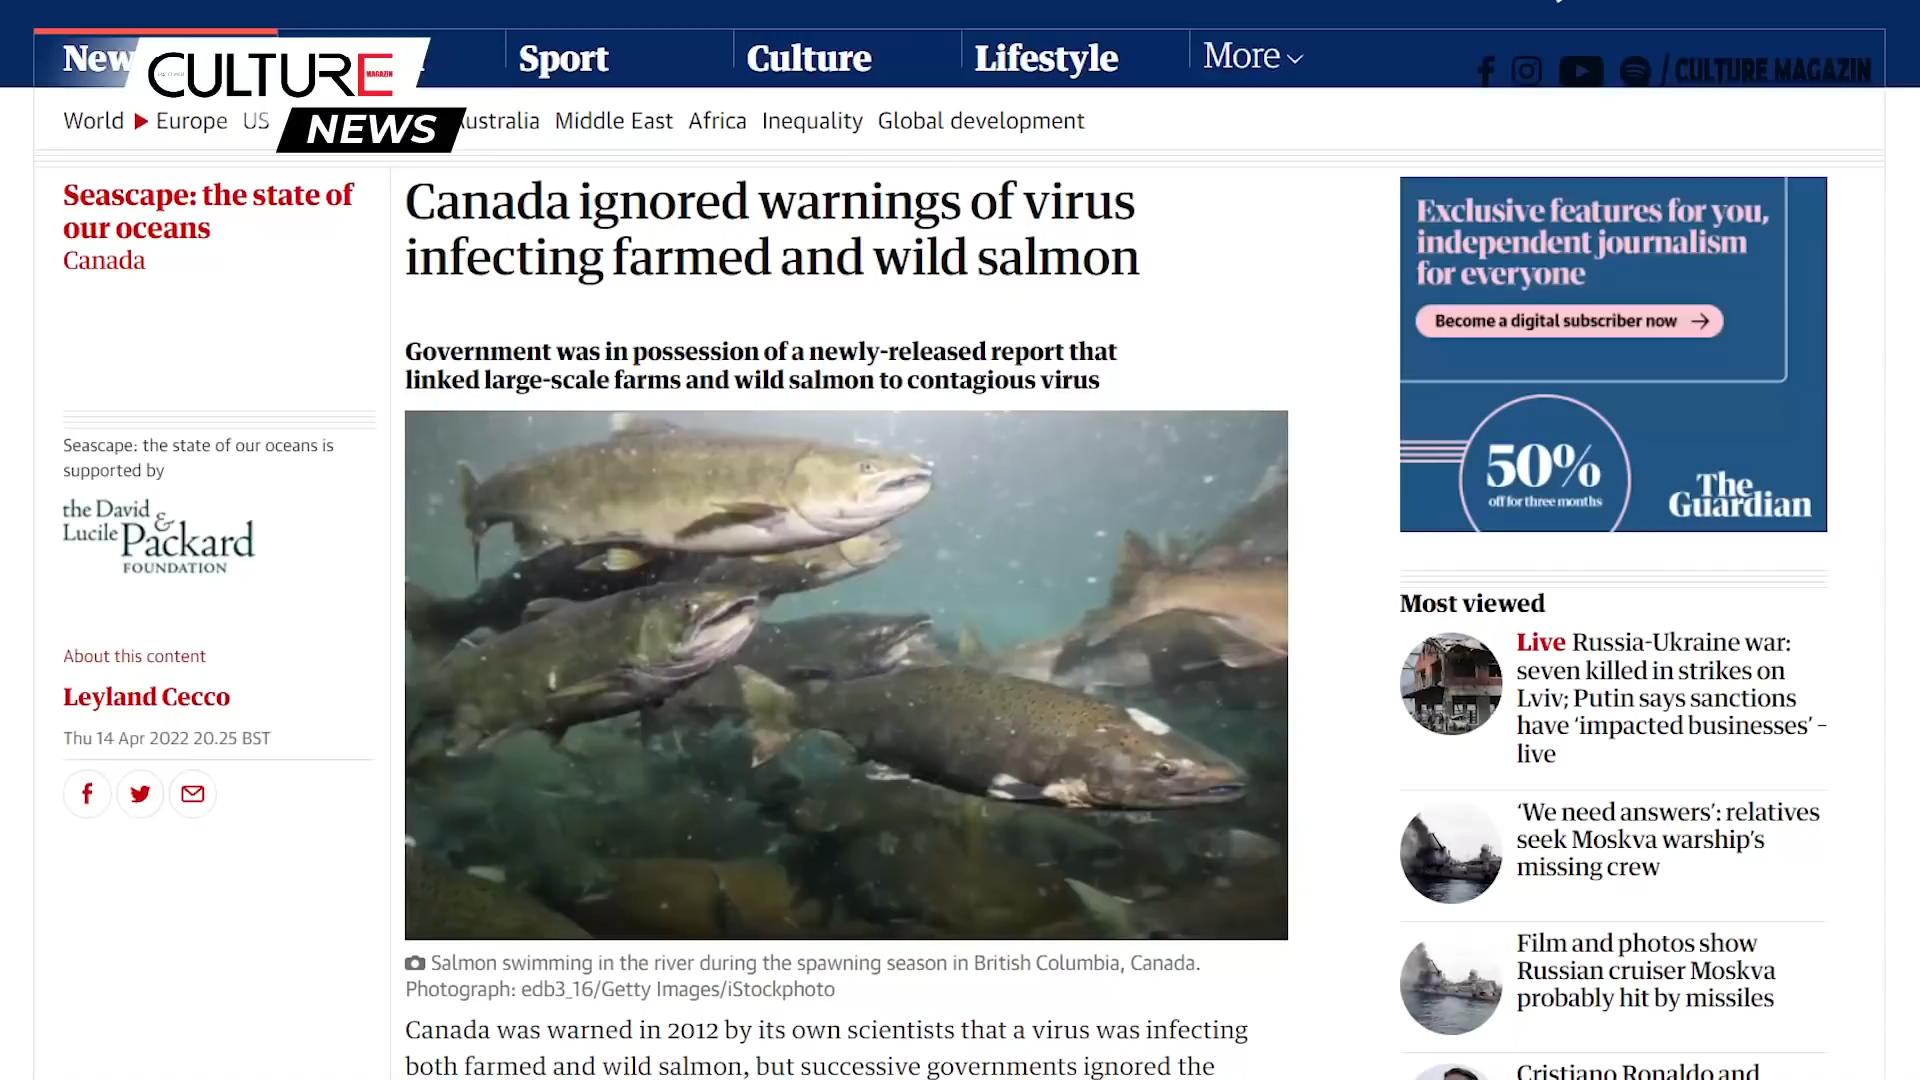 New
Sport
Culture
Lifestyle
More
CULTURE
MAGAZIN
NEWS
/ CULTURE MAGAZIN
World
Europe
US
ustralia
Middle East
Africa
Inequality
Global development
Seascape: the state of
our oceans
Canada
Seascape: the state of our oceans is
supported by
the David
& Lucile Packard
FOUNDATION
About this content
Leyland Cecco
Thu 14 Apr 2022 20.25 BST
Canada ignored warnings of virus
infecting farmed and wild salmon
Government was in possession of a newly-released report that
linked large-scale farms and wild salmon to contagious virus
Salmon swimming in the river during the spawning season in British Columbia, Canada.
Photograph: edb3_16/Getty Images/iStockphoto
Canada was warned in 2012 by its own scientists that a virus was infecting
both farmed and wild salmon, but successive governments ignored the
Exclusive features for you,
independent journalism
for everyone
Become a digital subscriber now
50%
off for three months
The
Guardian
Most viewed
Live Russia-Ukraine war:
seven killed in strikes on
Lviv; Putin says sanctions
have ‘impacted businesses’ –
live
‘We need answers’: relatives
seek Moskva warship’s
missing crew
Film and photos show
Russian cruiser Moskva
probably hit by missiles
Cristiano Ronaldo and